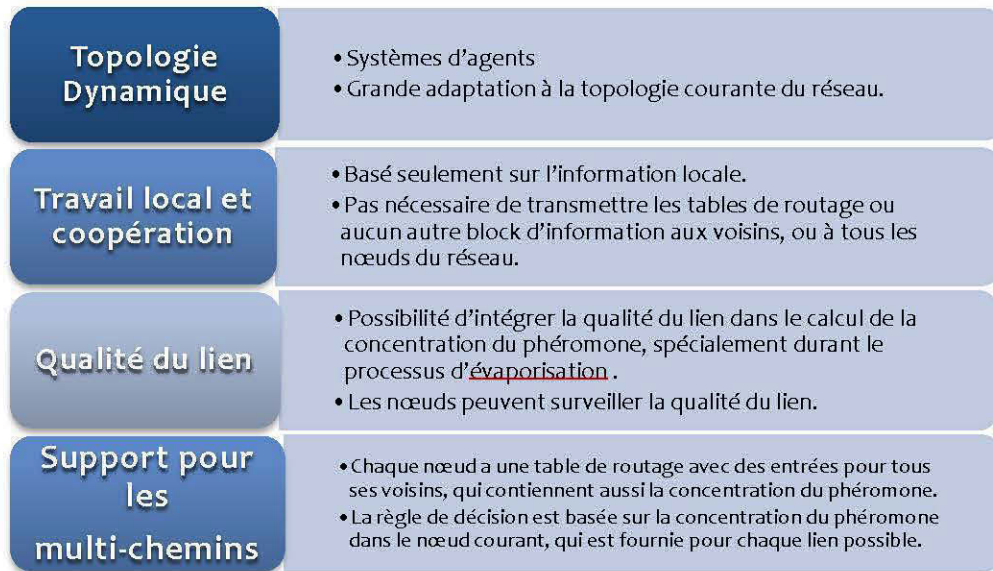 Topologie
Dynamique
• Systèmes d'agents
• Grande adaptation à la topologie courante du réseau.
Travail local et
coopération
• Basé seulement sur l'information locale.
• Pas nécessaire de transmettre les tables de routage ou
aucun autre block d'information aux voisins, ou à tous les
nœuds du réseau.
Qualité du lien
• Possibilité d'intégrer la qualité du lien dans le calcul de la
concentration du phéromone, spécialement durant le
processus d'évaporisation .
• Les nœuds peuvent surveiller la qualité du lien.
Support pour
les
multi-chemins
• Chaque nœud a une table de routage avec des entrées pour tous
ses voisins, qui contiennent aussi la concentration du phéromone.
• La règle de décision est basée sur la concentration du phéromone
dans le nœud courant, qui est fournie pour chaque lien possible.